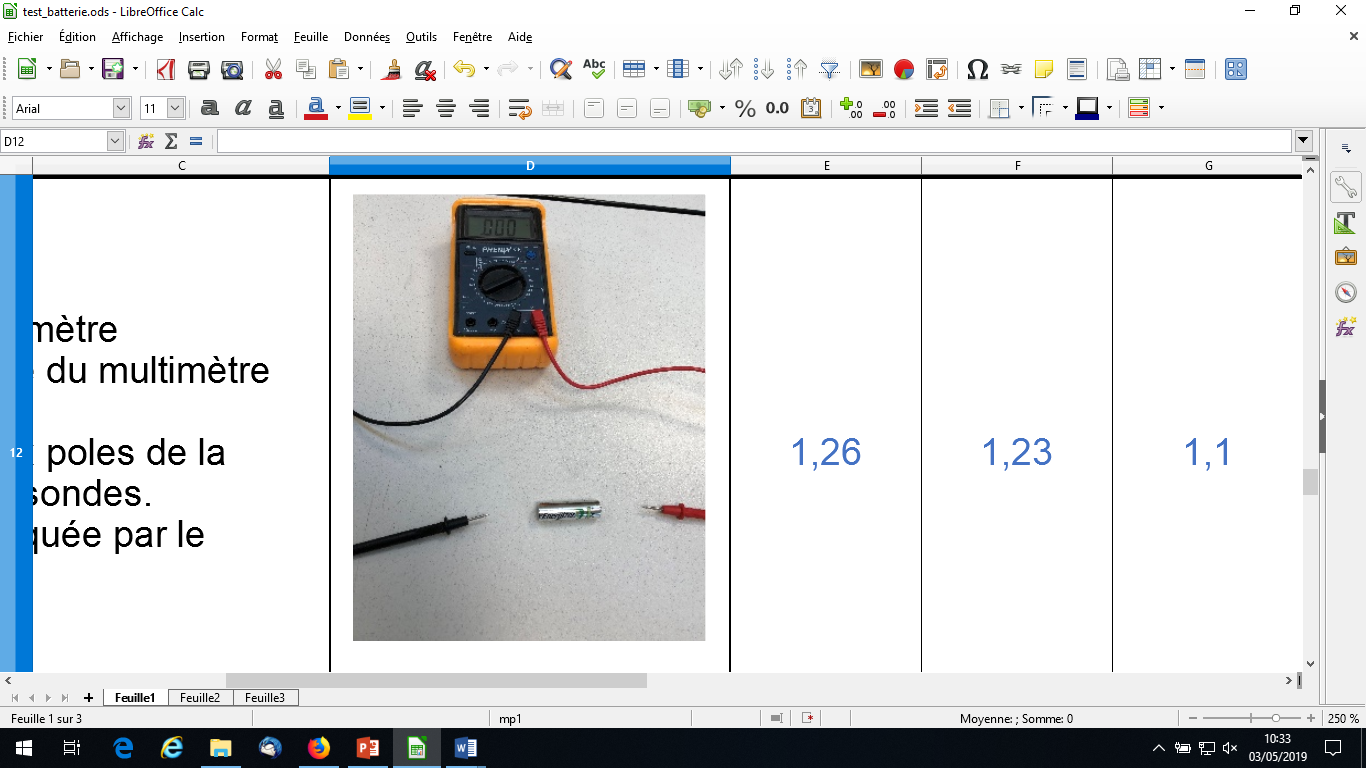 test_batterie.ods - LibreOffice Calc
Fichier Édition Affichage Insertion Format Feuille Données Outils Fenêtre Aide
Arial 11
D12
C D E F G
mètre
du multimètre
poles de la
sondes.
quée par le
12
1,26 1,23 1,1
PHENIX
Energizer
Feuille1 Feuille2 Feuille3
Feuille 1 sur 3 mp1 Moyenne: ; Somme: 0 250 %
10:33
03/05/2019